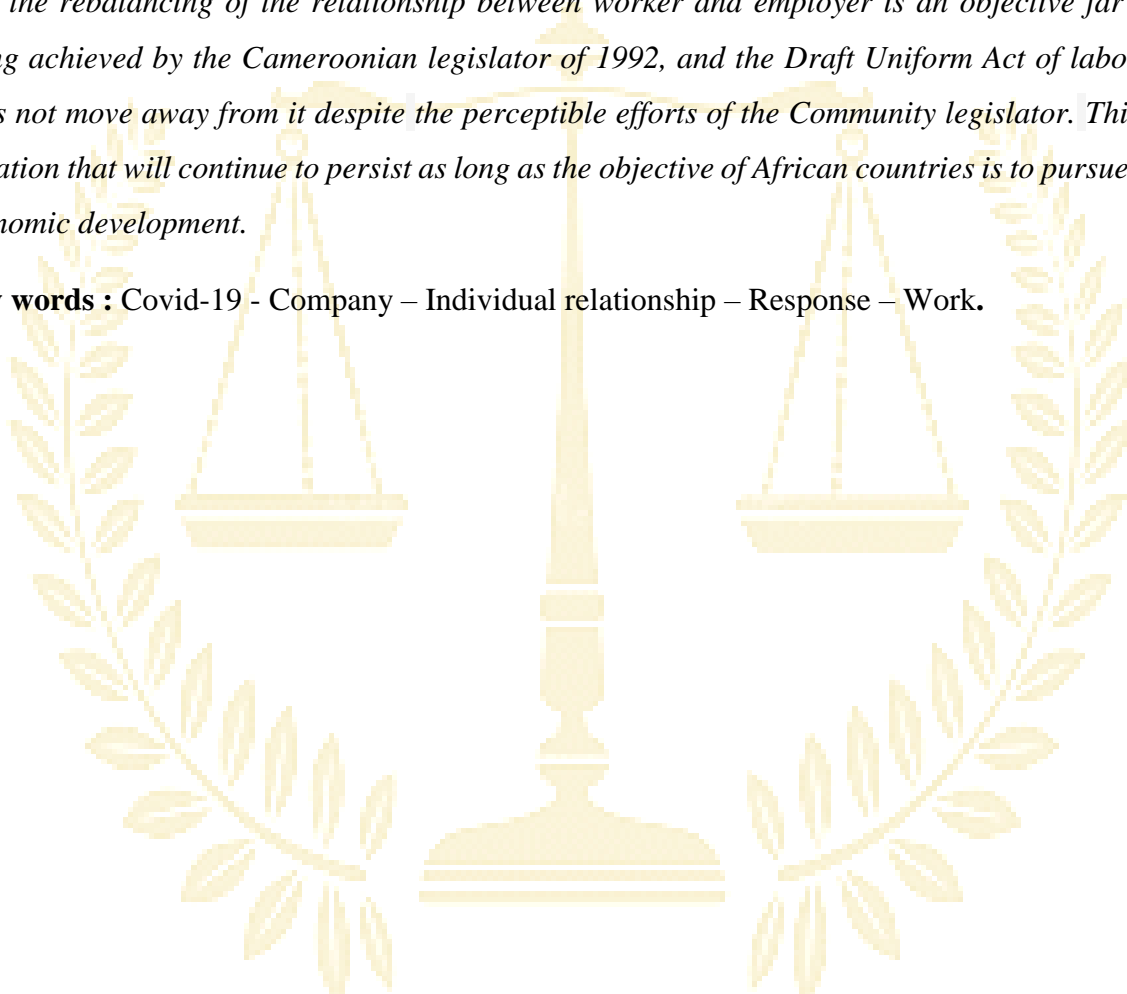 the rebalancing of the relationship between worker and employer is an objective far
g achieved by the Cameroonian legislator of 1992, and the Draft Uniform Act of labo
s not move away from it despite the perceptible efforts of the Community legislator. Thi
ation that will continue to persist as long as the objective of African countries is to pursue
nomic development.
words : Covid-19 - Company – Individual relationship – Response – Work.